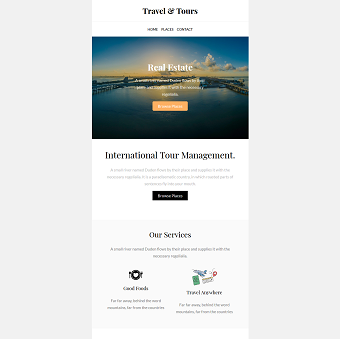 Travel & Tours
HOME PLACES CONTACT
Real Estate
A small river named Duden flows by their
place and supplies it with the necessary
regelialia.
Browse Places
International Tour Management.
A small river named Duden flows by their place and supplies it with the
necessary regelialia. It is a paradisematic country, in which roasted parts of
sentences fly into your mouth.
Browse Places
Our Services
A small river named Duden flows by their place and supplies it with the
necessary regelialia.
Good Foods
Travel Anywhere
Far far away, behind the word
mountains, far from the countries
Far far away, behind the word
mountains, far from the countries